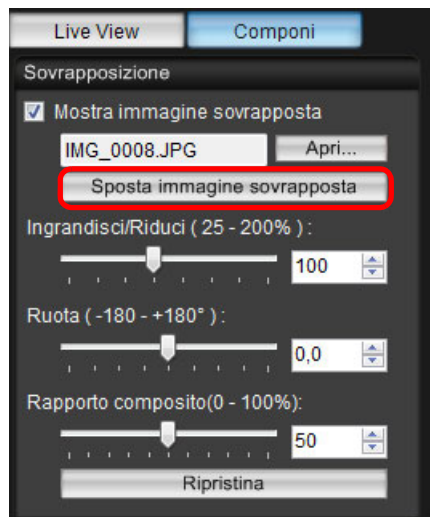 Live View Componi
Sovrapposizione
Mostra immagine sovrapposta
IMG_0008.JPG Apri...
Sposta immagine sovrapposta
Ingrandisci/Riduci ( 25 - 200% ) :
100
Ruota ( -180 - +180° ) :
0,0
Rapporto composito(0 - 100%):
50
Ripristina